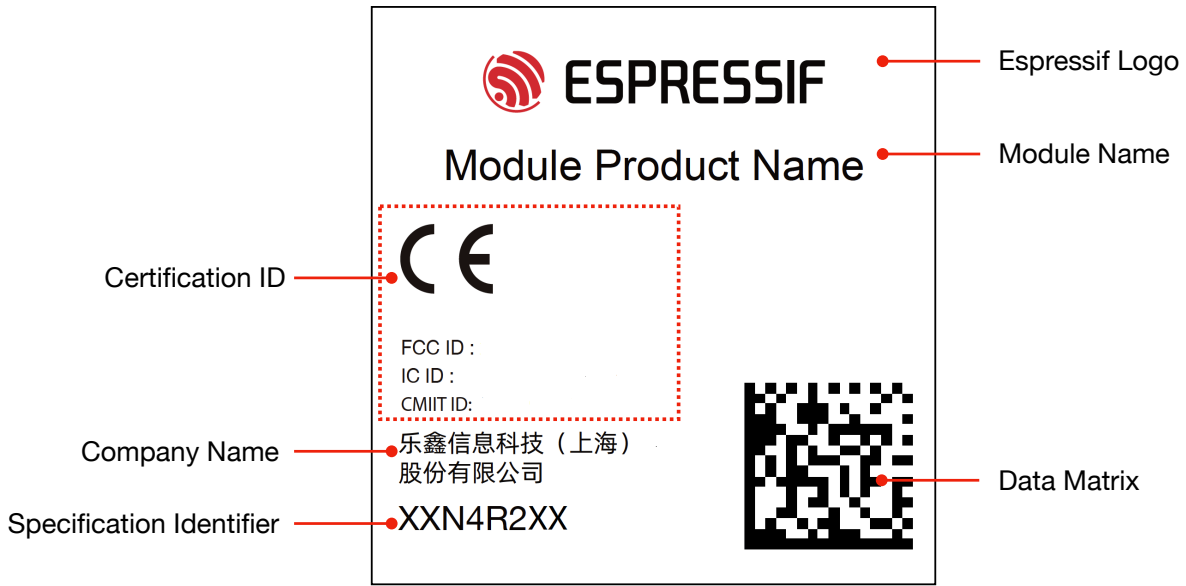 ESPRESSIF
Espressif Logo
Module Product Name
Module Name
CE
Certification ID
FCC ID :
IC ID :
CMIIT ID:
Company Name
乐鑫信息科技（上海）
股份有限公司
Data Matrix
Specification Identifier
XXN4R2XX